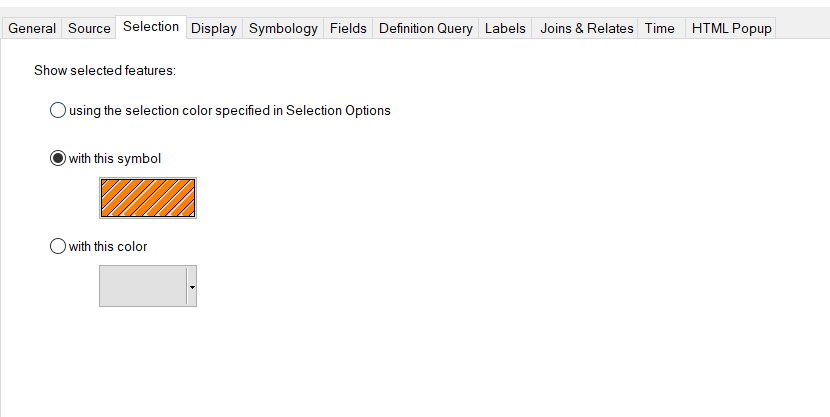 General Source Selection Display Symbology Fields Definition Query Labels Joins & Relates Time HTML Popup
Show selected features:
using the selection color specified in Selection Options
with this symbol
with this color